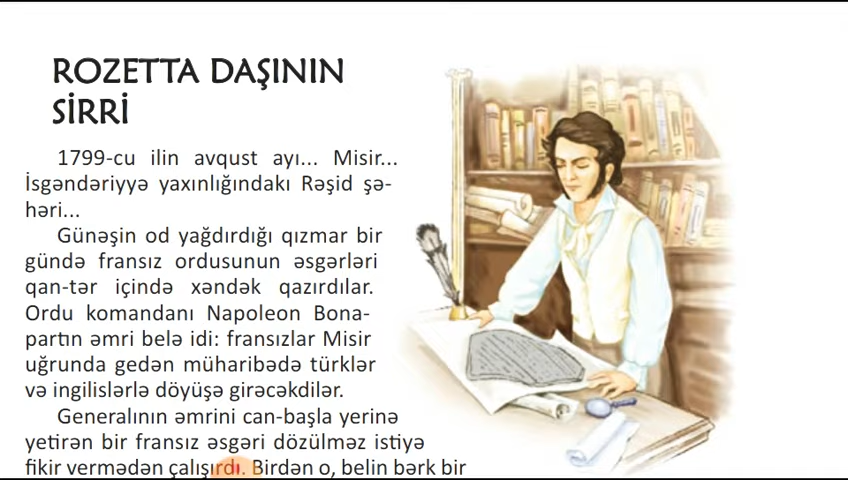 ROZETTA DAŞININ
SİRRİ
1799-cu ilin avqust ayı... Misir...
İsgəndəriyyə yaxınlığındakı Rəşid şə-
həri...
Günəşin od yağdırdığı qızmar bir
gündə fransız ordusunun əsgərləri
qan-tər içində xəndək qazırdılar.
Ordu komandanı Napoleon Bona-
partın əmri belə idi: fransızlar Misir
uğrunda gedən müharibədə türklər
və ingilislərlə döyüşə girəcəkdilər.
Generalının əmrini can-başla yerinə
yetirən bir fransız əsgəri dözülməz istiyə
fikir vermədən çalışırdı. Birdən o, belin bərk bir